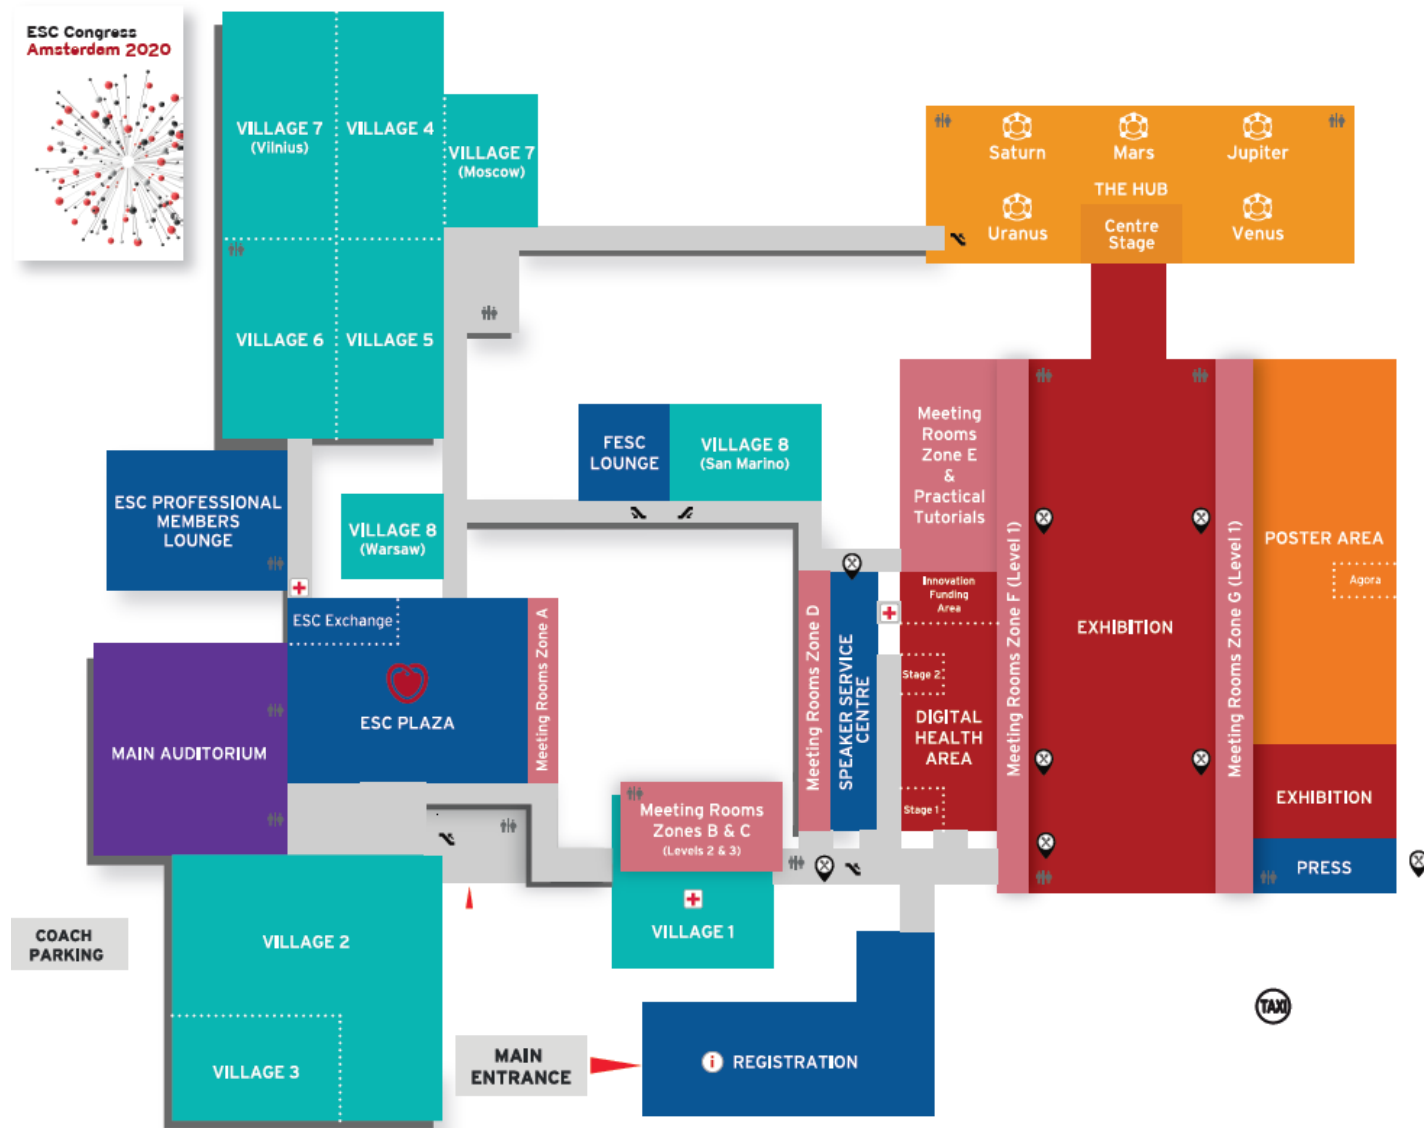 ESC Congress
Amsterdam 2020
VILLAGE 7
(Vilnius)
VILLAGE 4
VILLAGE 7
(Moscow)
Saturn
Mars
Jupiter
THE HUB
Uranus
Centre
Stage
Venus
VILLAGE 6
VILLAGE 5
FESC
LOUNGE
VILLAGE 8
(San Marino)
Meeting
Rooms
Zone E
&
Practical
Tutorials
ESC PROFESSIONAL
MEMBERS
LOUNGE
VILLAGE 8
(Warsaw)
Meeting Rooms Zone F (Level 1)
Meeting Rooms Zone G (Level 1)
POSTER AREA
Agora
Innovation
Funding
Area
ESC Exchange
Meeting Rooms Zone A
Meeting Rooms Zone D
SPEAKER SERVICE
CENTRE
EXHIBITION
Stage 2
ESC PLAZA
DIGITAL
HEALTH
AREA
MAIN AUDITORIUM
Stage 1
Meeting Rooms
Zones B & C
(Levels 2 & 3)
EXHIBITION
PRESS
VILLAGE 1
COACH
PARKING
VILLAGE 2
TAXI
MAIN
ENTRANCE
i REGISTRATION
VILLAGE 3